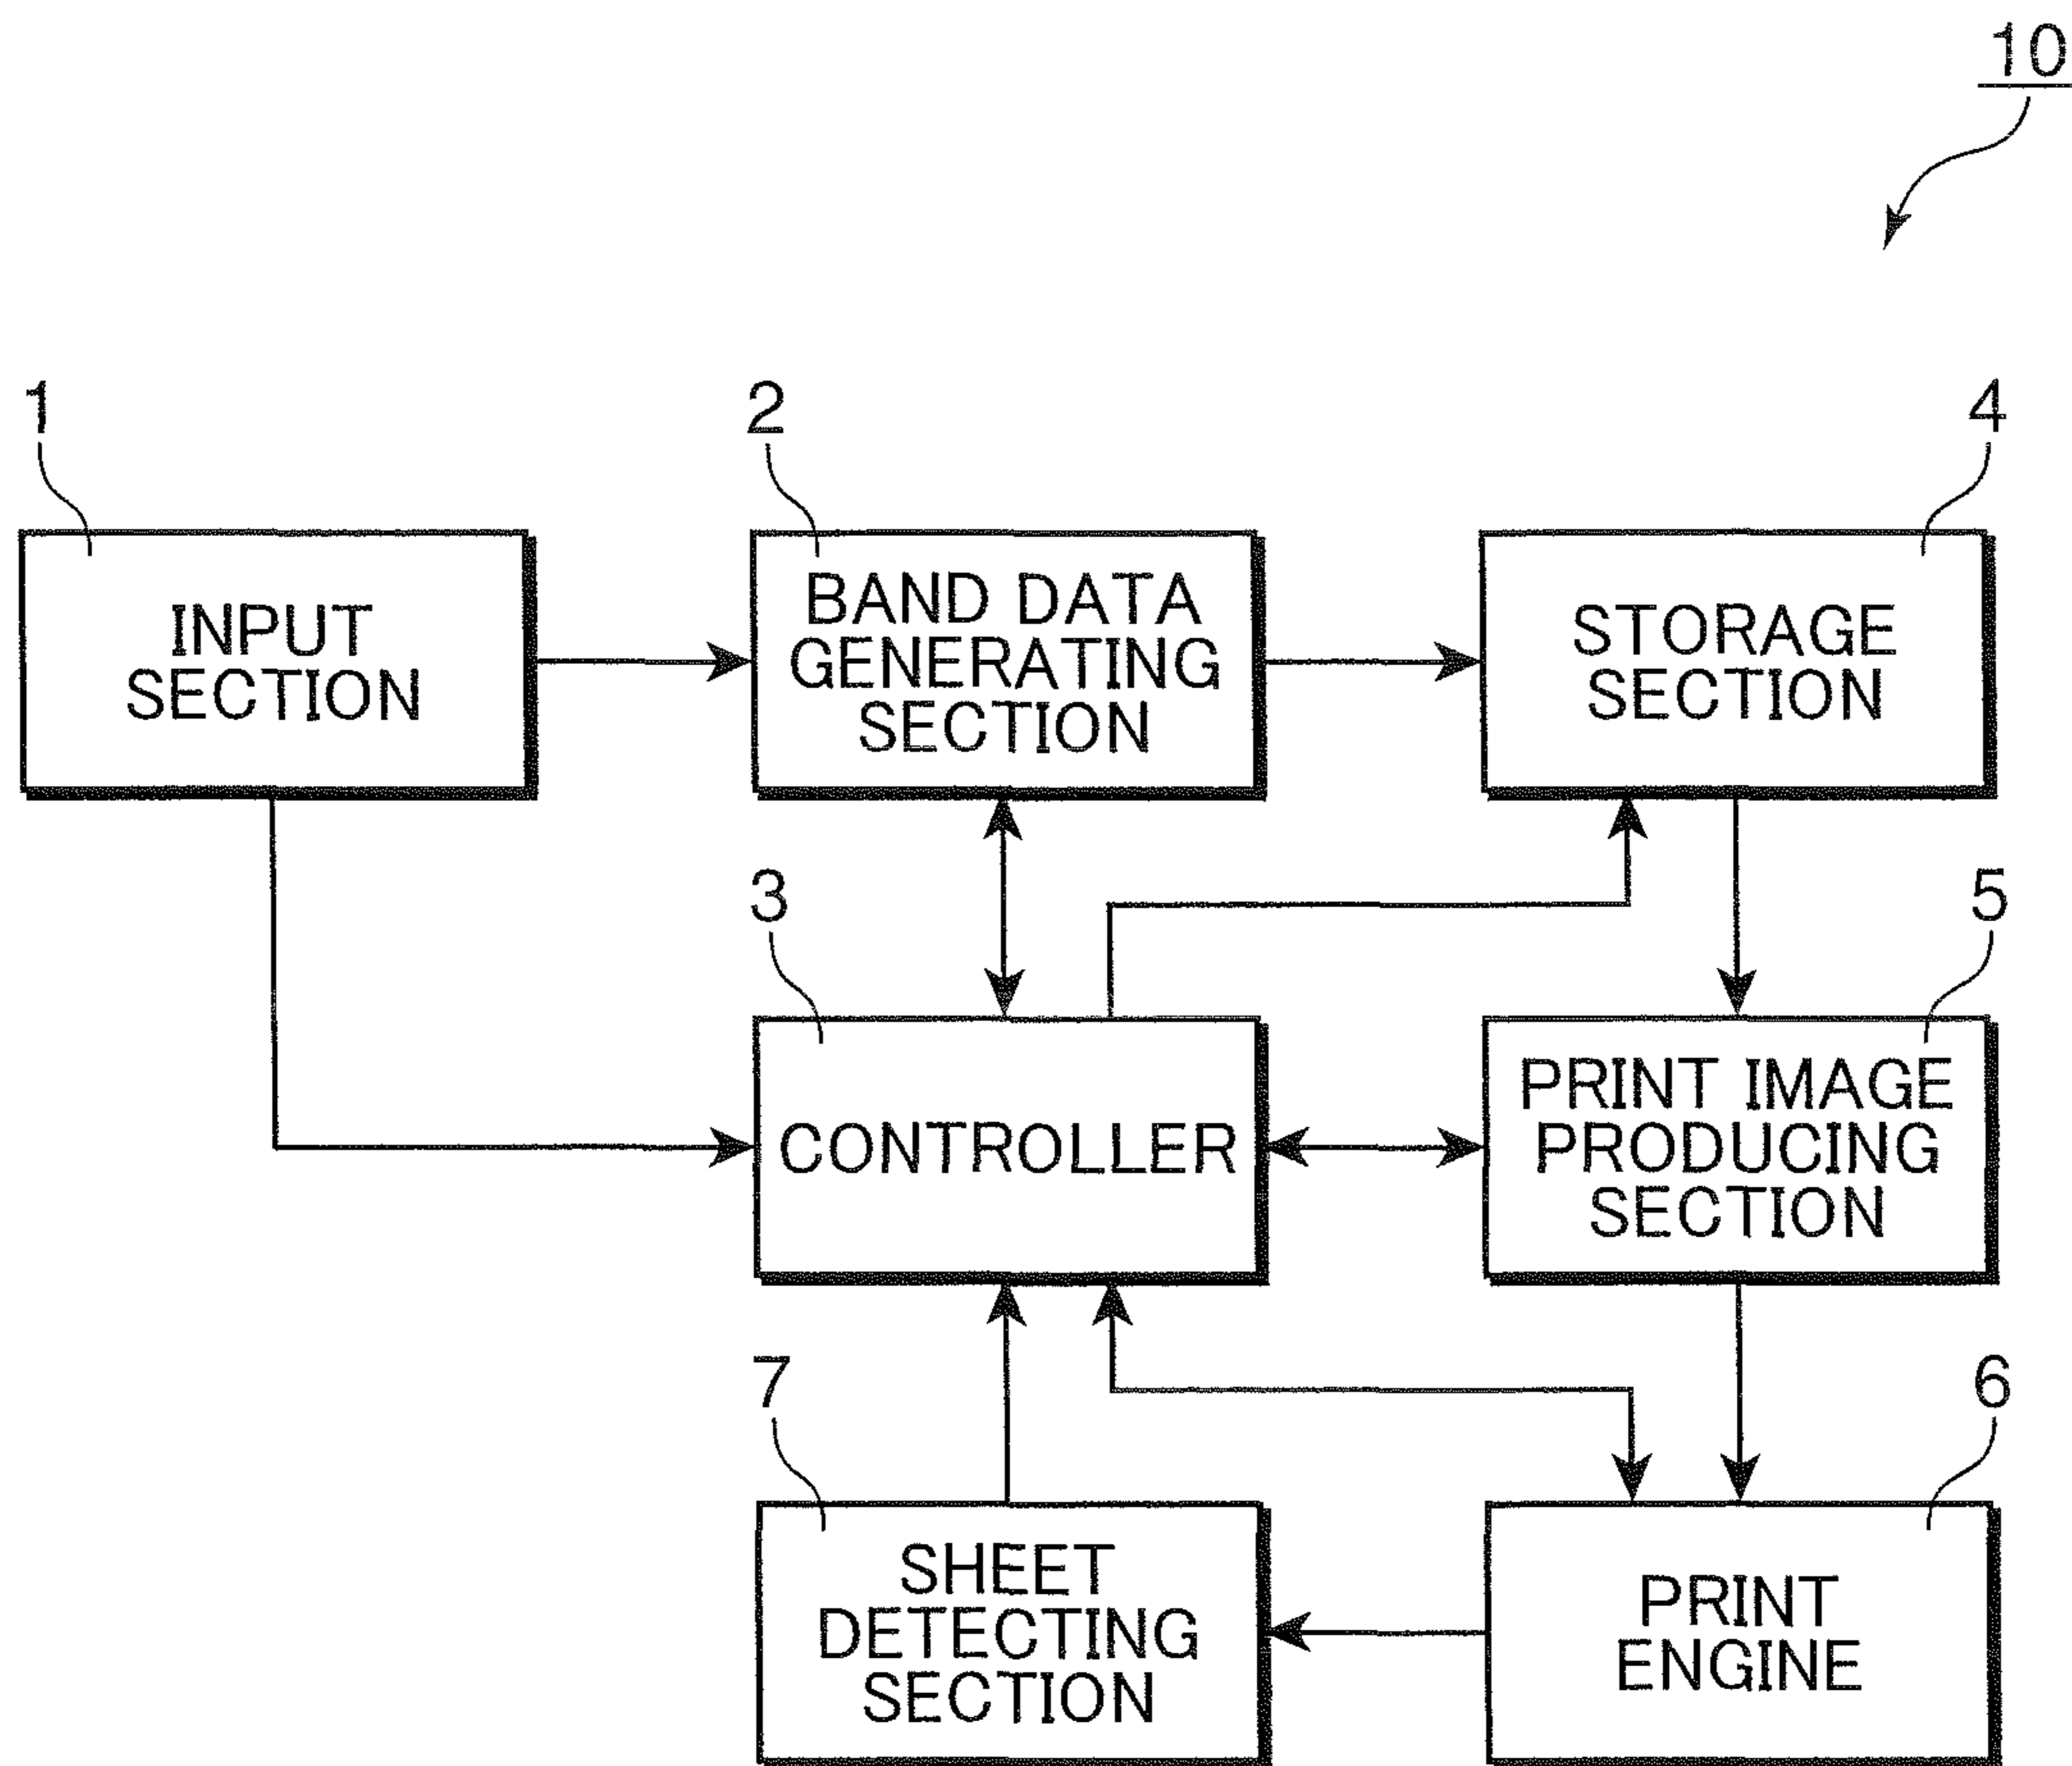 10
1
2
4
INPUT
SECTION
BAND DATA
GENERATING
SECTION
STORAGE
SECTION
3
5
CONTROLLER
PRINT IMAGE
PRODUCING
SECTION
7
6
SHEET
DETECTING
SECTION
PRINT
ENGINE